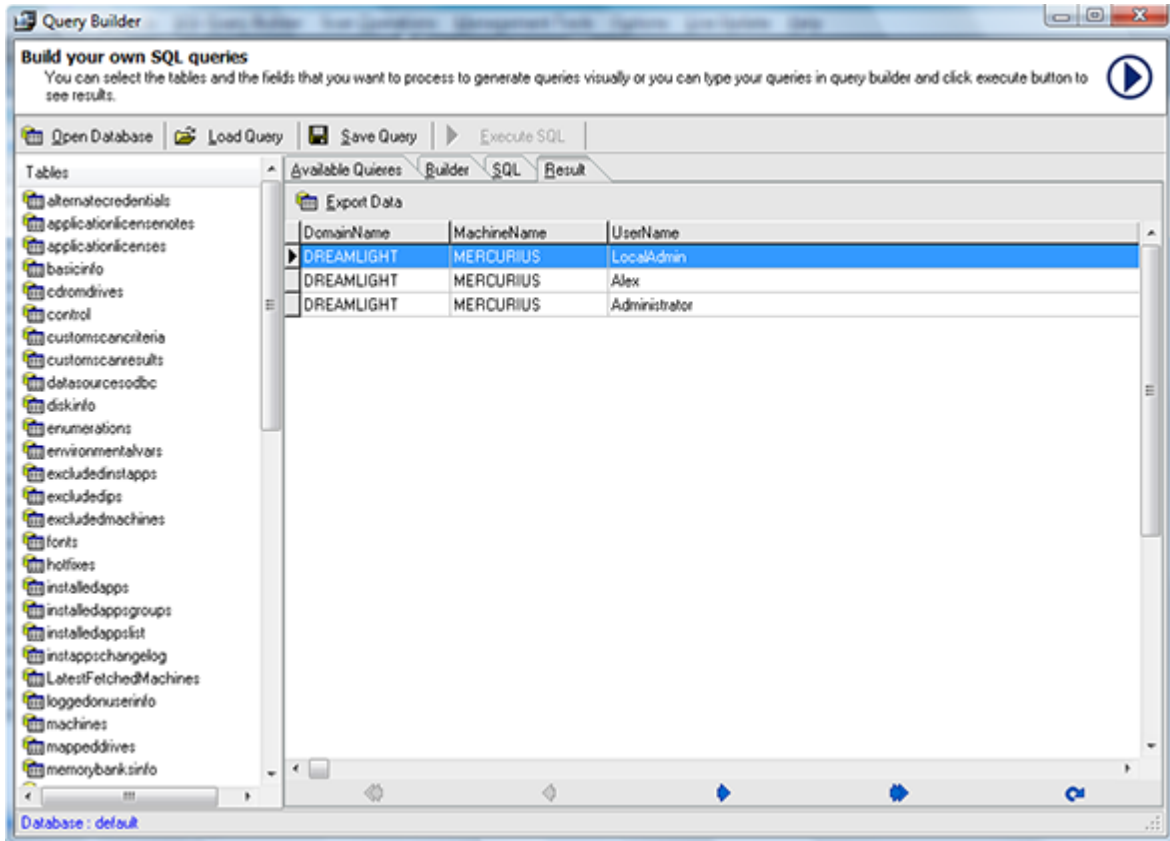 Query Builder
Build your own SQL queries
You can select the tables and the fields that you want to process to generate queries visually or you can type your queries in query builder and click execute button to
see results.
Open Database Load Query Save Query Execute SQL
Tables
alternatecredentials
applicationlicensenotes
applicationlicenses
basicinfo
cdromdrives
control
customscancriteria
customscanresults
datasourcesodbc
diskinfo
enumerations
environmentalvars
excludedinstapps
excludedips
excludedmachines
fonts
hotfixes
installedapps
installedappsgroups
installedappslist
instappschangelog
LatestFetchedMachines
loggedonuserinfo
machines
mappeddrives
memorybanksinfo
Available Quieres Builder SQL Result
Export Data
DomainName MachineName UserName
DREAMLIGHT MERCURIUS LocalAdmin
DREAMLIGHT MERCURIUS Alex
DREAMLIGHT MERCURIUS Administrator
Database : default